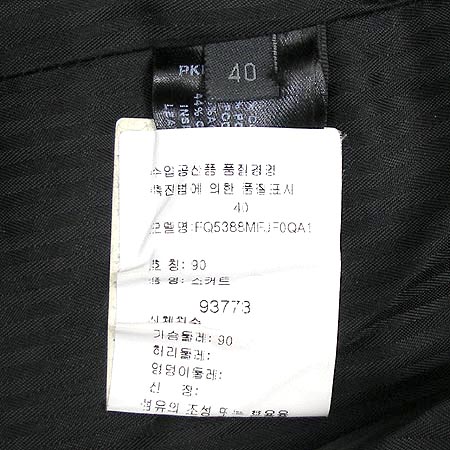 40
44%
수입공산품 품질경영
촉진법에 의한 품질표시
40
모델명:FQ5388MFJF0QA1
호 칭: 90
품 명: 스커트
93773
신체치수
가슴둘레: 90
허리둘레:
엉덩이둘레:
신 장:
섬유의 조성 또는 혼용율